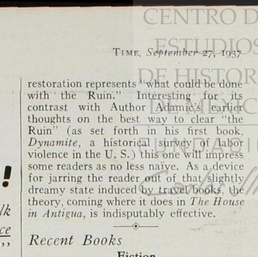 CENTRO D
ESTUDIOS
DE HISTOR
TIME, September 27, 1937
restoration represents "what could be done
with the Ruin." Interesting for its
contrast with Author Adamic's earlier
thoughts on the best way to clear "the
Ruin" (as set forth in his first book,
Dynamite, a historical survey of labor
violence in the U. S.) this one will impress
some readers as no less naïve. As a device
for jarring the reader out of that slightly
dreamy state induced by travel books, the
theory, coming where it does in The House
in Antigua, is indisputably effective.
!
lk
ce
"
Recent Books
Fiction